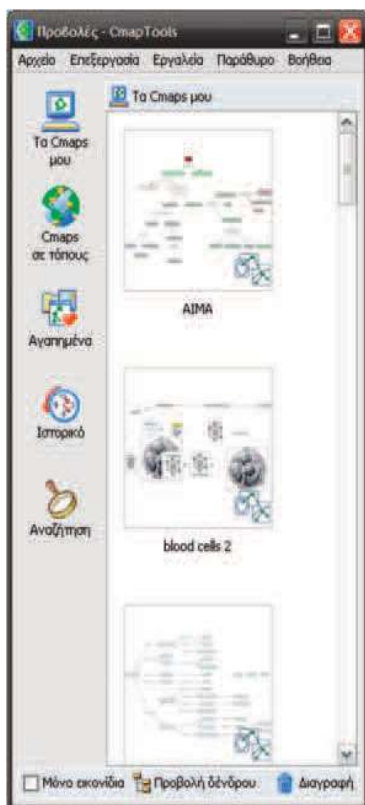 Προβολές - CmapTools
Αρχείο Επεξεργασία Εργαλεία Παράθυρο Βοήθεια
Τα Cmaps μου
Τα Cmaps
μου
Cmaps
σε τόπους
Αγαπημένα
Ιστορικό
Αναζήτηση
ΑΙΜΑ
blood cells 2
Μόνο εικονίδια Προβολή δένδρου Διαγραφή